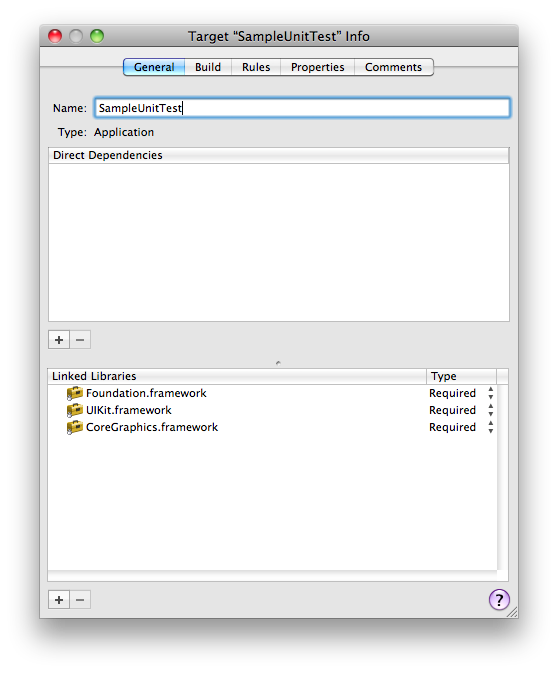 Target “SampleUnitTest” Info
General Build Rules Properties Comments
Name: SampleUnitTest
Type: Application
Direct Dependencies
+ −
Linked Libraries Type
Foundation.framework Required
UIKit.framework Required
CoreGraphics.framework Required
+ − ?